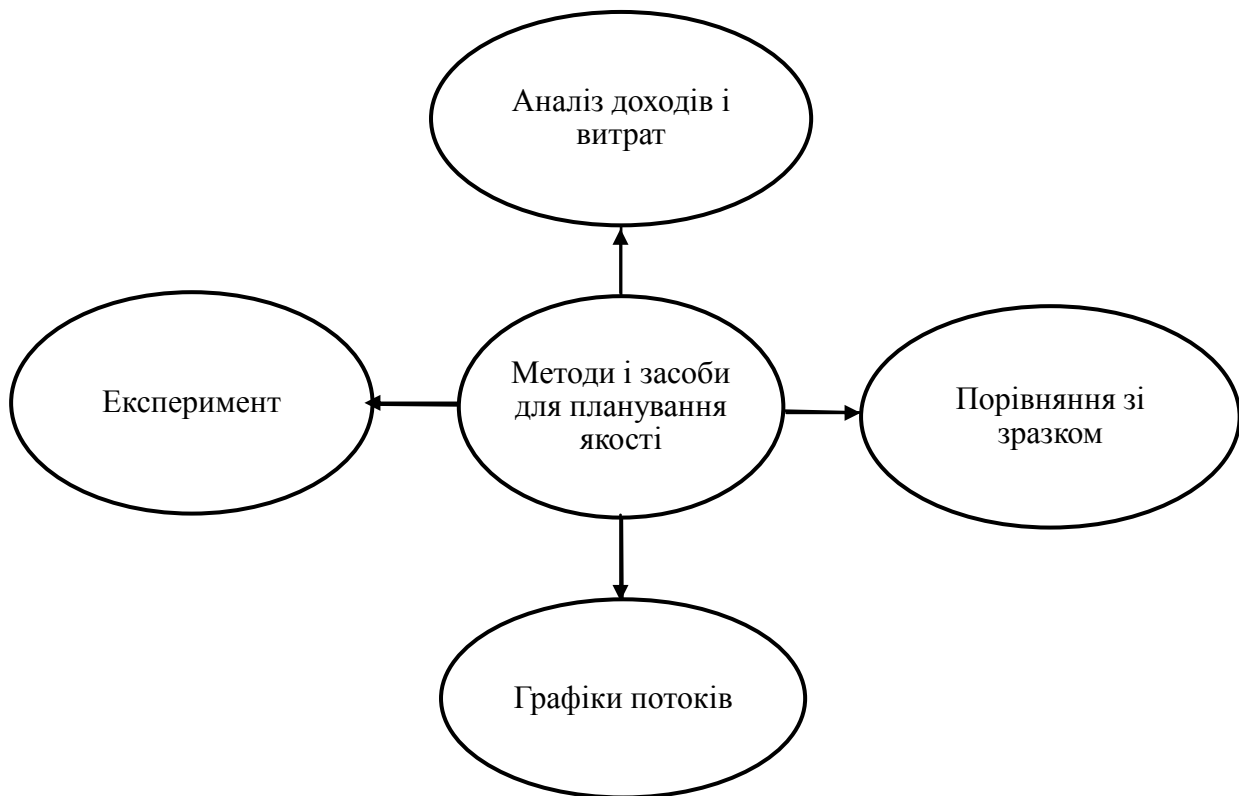 Аналіз доходів і
витрат
Експеримент
Методи і засоби
для планування
якості
Порівняння зі
зразком
Графіки потоків